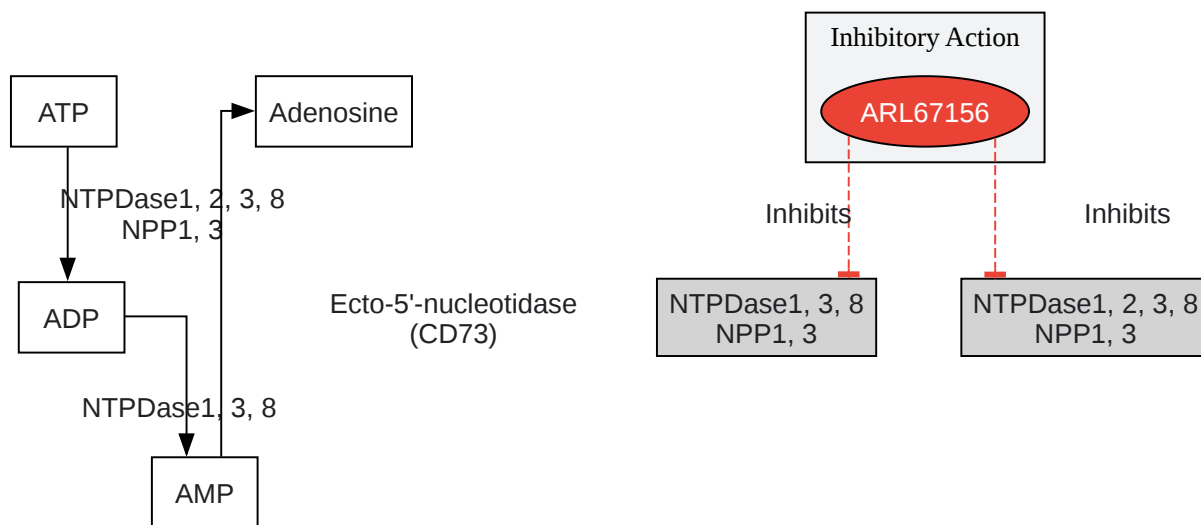 Inhibitory Action
ATP
Adenosine
ARL67156
NTPDase1, 2, 3, 8
NPP1, 3
Inhibits
Inhibits
ADP
Ecto-5'-nucleotidase
(CD73)
NTPDase1, 3, 8
NPP1, 3
NTPDase1, 2, 3, 8
NPP1, 3
NTPDase1, 3, 8
AMP